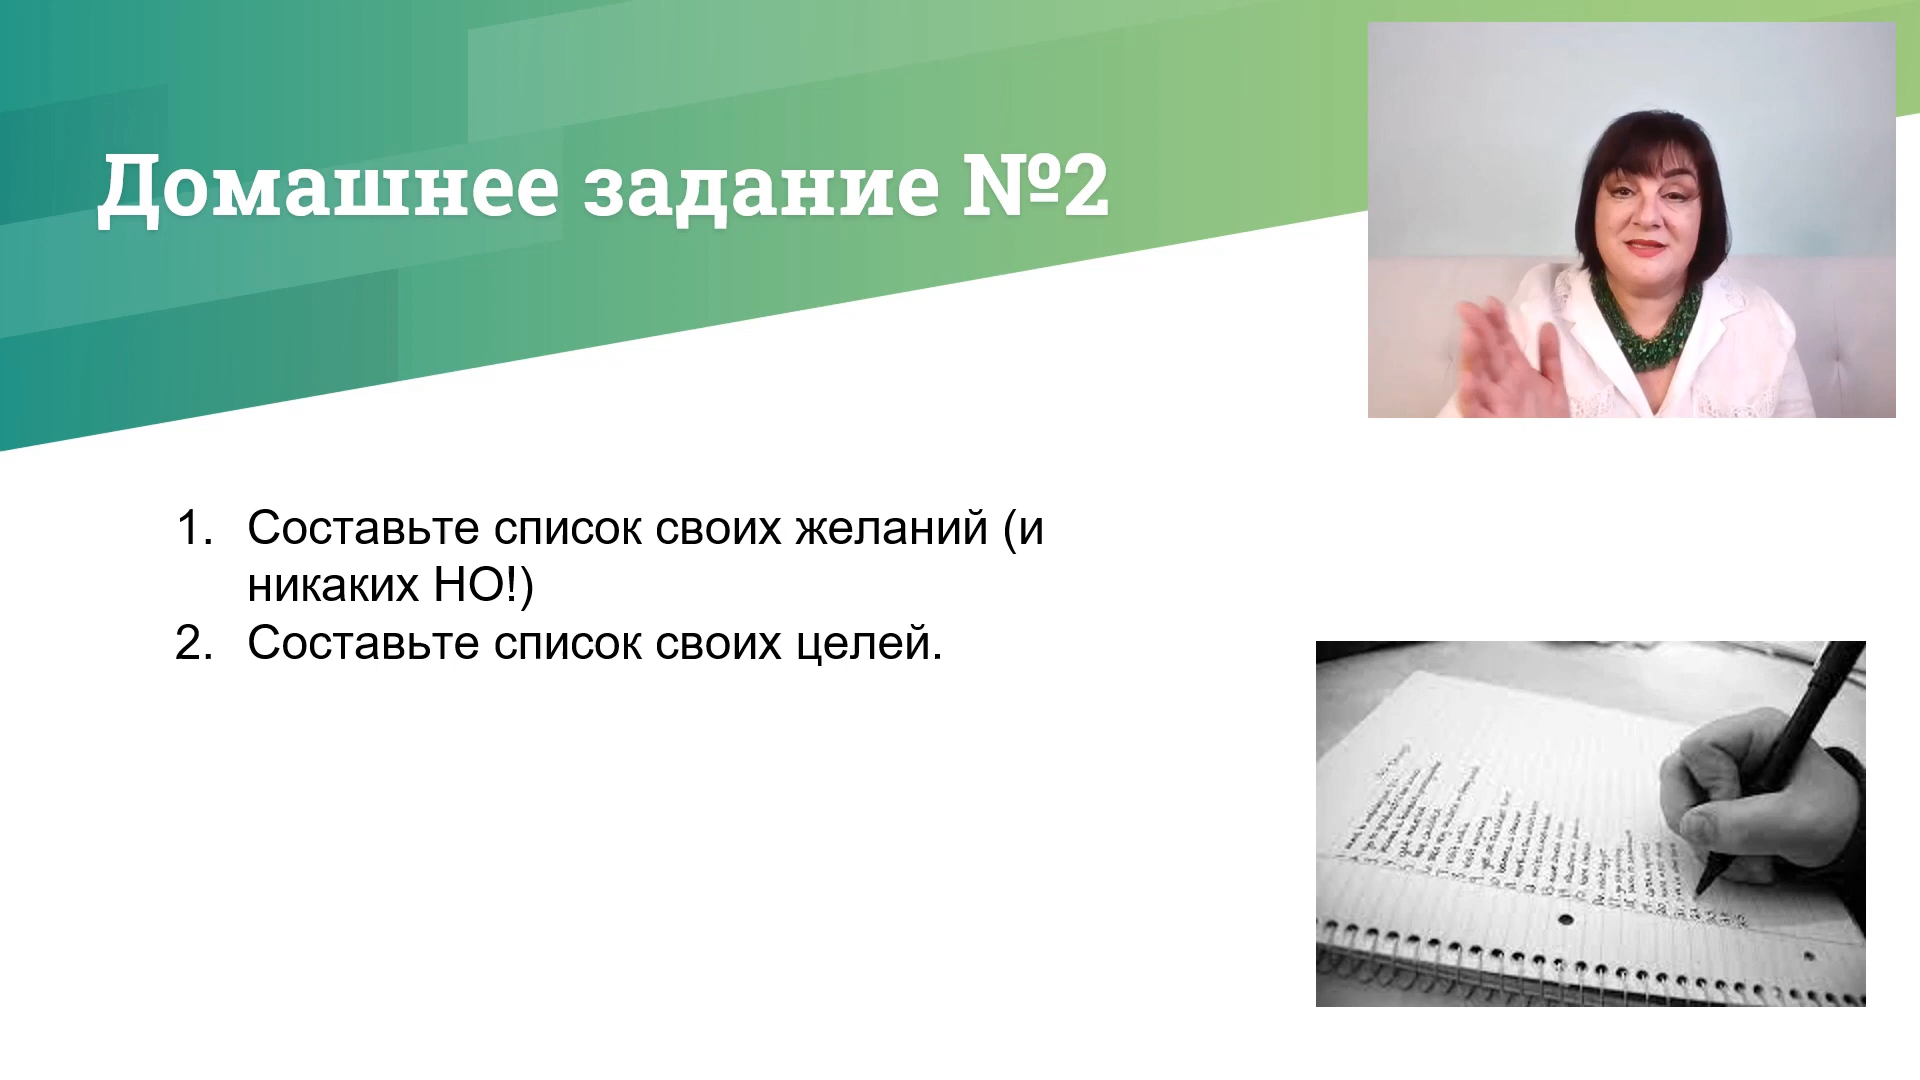 Домашнее задание №2
1. Составьте список своих желаний (и
никаких НО!)
2. Составьте список своих целей.